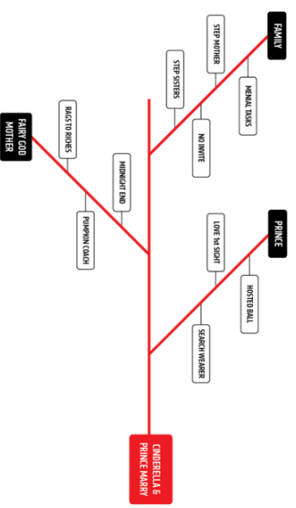 FAMILY
STEP MOTHER
MENIAL TASKS
STEP SISTERS
NO INVITE
PRINCE
LOVE 1st SIGHT
HOSTED BALL
SEARCH WEARER
FAIRY GOD
MOTHER
RAGS TO RICHES
PUMPKIN COACH
MIDNIGHT END
CINDERELLA &
PRINCE MARRY